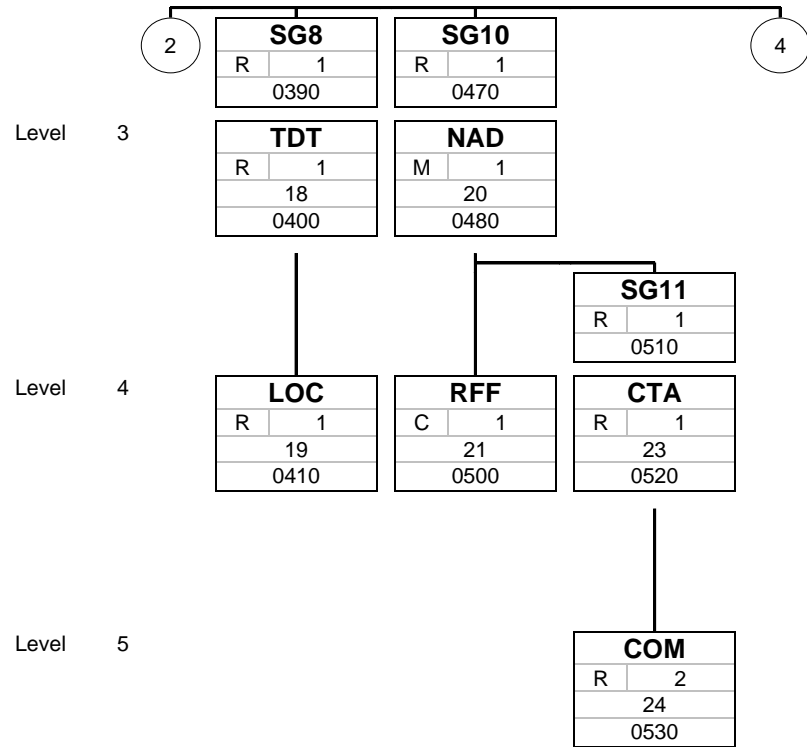 2
4
SG8
R 1
0390
SG10
R 1
0470
Level 3
TDT
R 1
18
0400
NAD
M 1
20
0480
SG11
R 1
0510
Level 4
LOC
R 1
19
0410
RFF
C 1
21
0500
CTA
R 1
23
0520
Level 5
COM
R 2
24
0530